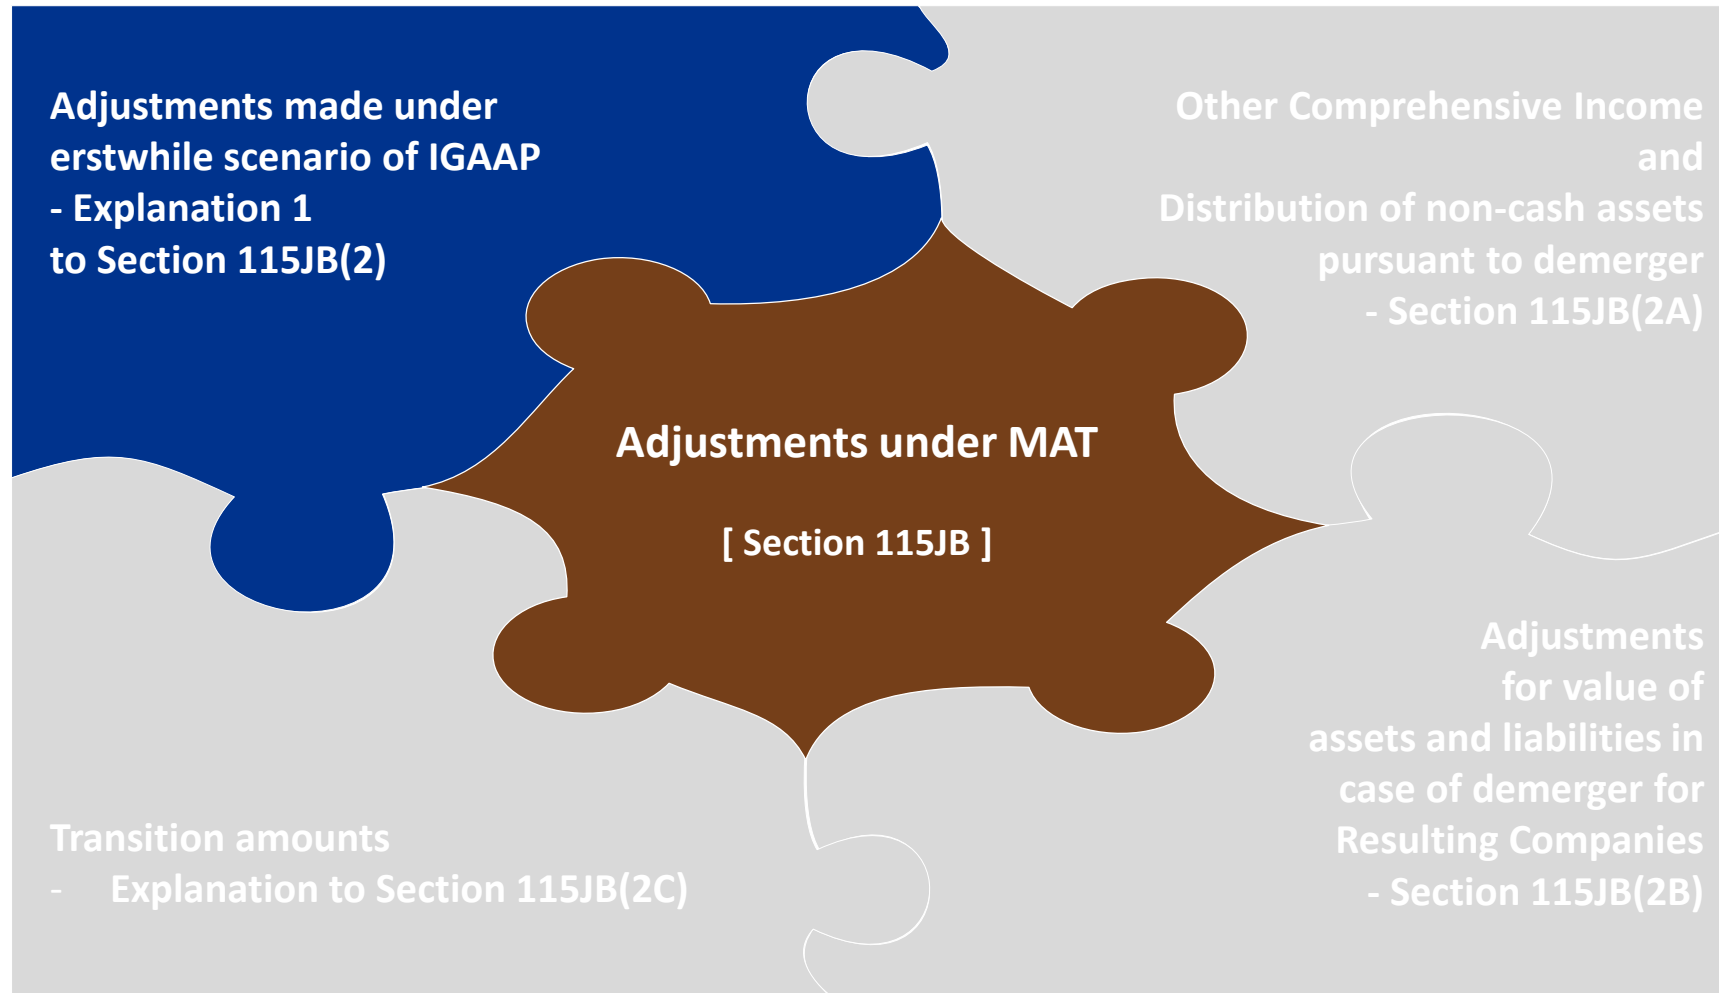 Adjustments made under
erstwhile scenario of IGAAP
- Explanation 1
to Section 115JB(2)
Other Comprehensive Income
and
Distribution of non-cash assets
pursuant to demerger
- Section 115JB(2A)
Adjustments under MAT
[ Section 115JB ]
Transition amounts
- Explanation to Section 115JB(2C)
Adjustments
for value of
assets and liabilities in
case of demerger for
Resulting Companies
- Section 115JB(2B)